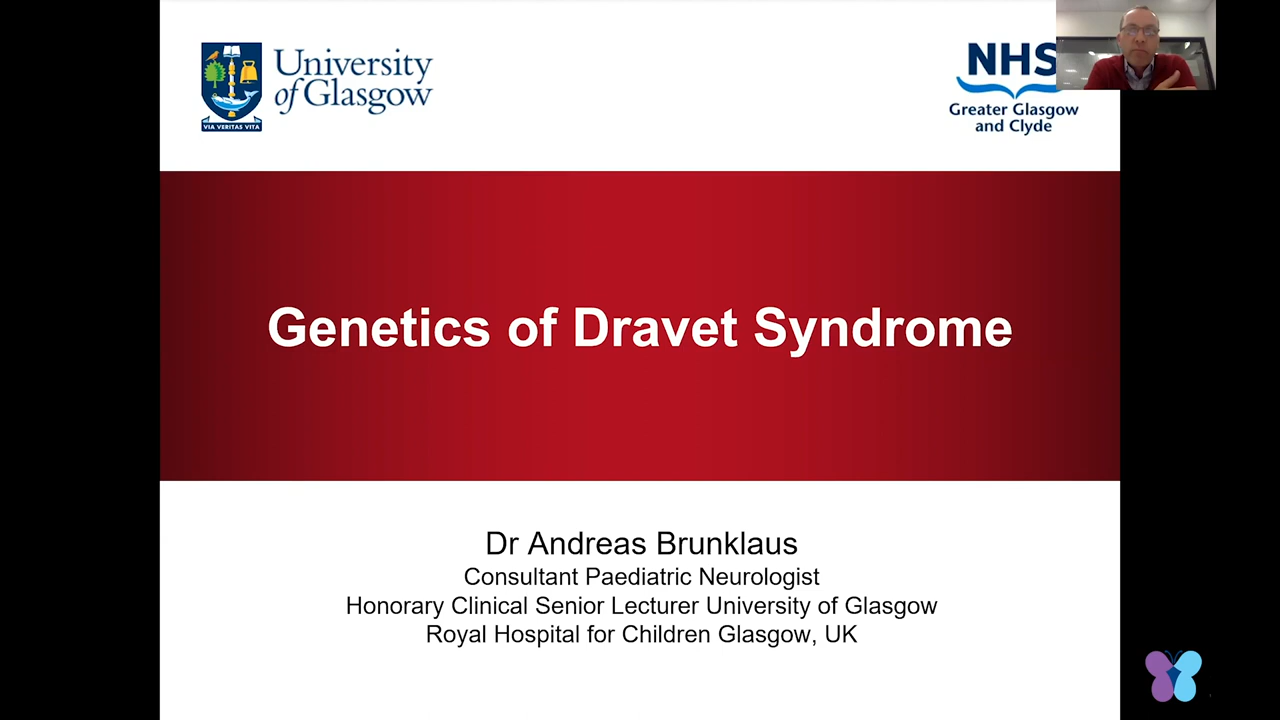 University
of Glasgow
VIA VERITAS VITA
NHS
Greater Glasgow
and Clyde
Genetics of Dravet Syndrome
Dr Andreas Brunklaus
Consultant Paediatric Neurologist
Honorary Clinical Senior Lecturer University of Glasgow
Royal Hospital for Children Glasgow, UK